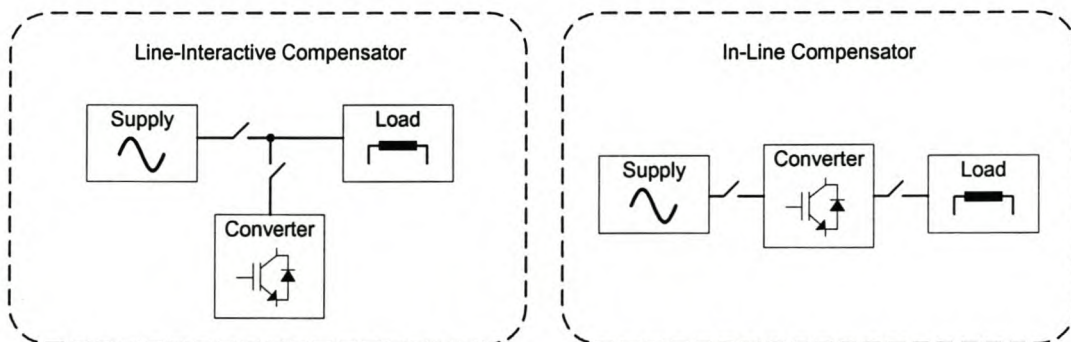 Line-Interactive Compensator
Supply
Load
Converter
In-Line Compensator
Supply
Converter
Load